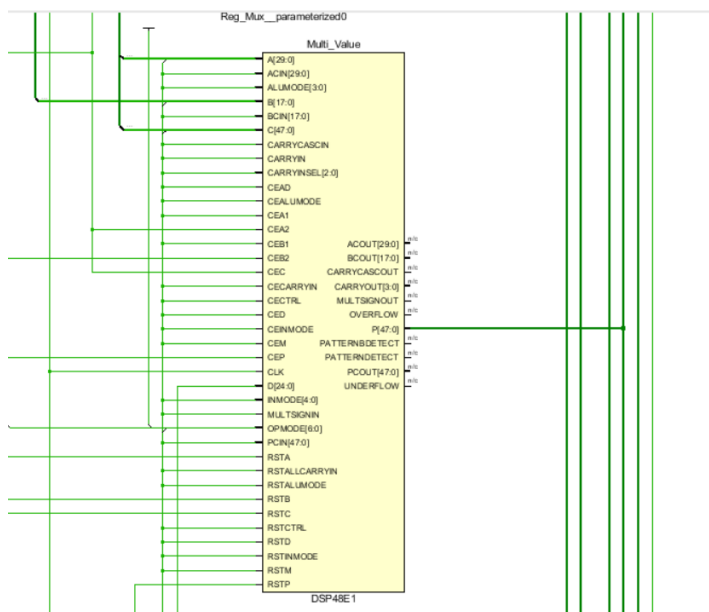 Reg_Mux__parameterized0
Multi_Value
A[29:0]
ACIN[29:0]
ALUMODE[3:0]
B[17:0]
BCIN[17:0]
C[47:0]
CARRYCASCIN
CARRYIN
CARRYINSEL[2:0]
CEAD
CEALUMODE
CEA1
CEA2
CEB1 ACOUT[29:0] n/c
CEB2 BCOUT[17:0] n/c
CEC CARRYCASCOUT n/c
CECARRYIN CARRYOUT[3:0] n/c
CECTRL MULTSIGNOUT n/c
CED OVERFLOW n/c
CEINMODE P[47:0]
CEM PATTERNBDETECT n/c
CEP PATTERNDETECT n/c
CLK PCOUT[47:0] n/c
D[24:0] UNDERFLOW n/c
INMODE[4:0]
MULTSIGNIN
OPMODE[6:0]
PCIN[47:0]
RSTA
RSTALLCARRYIN
RSTALUMODE
RSTB
RSTC
RSTCTRL
RSTD
RSTINMODE
RSTM
RSTP
DSP48E1